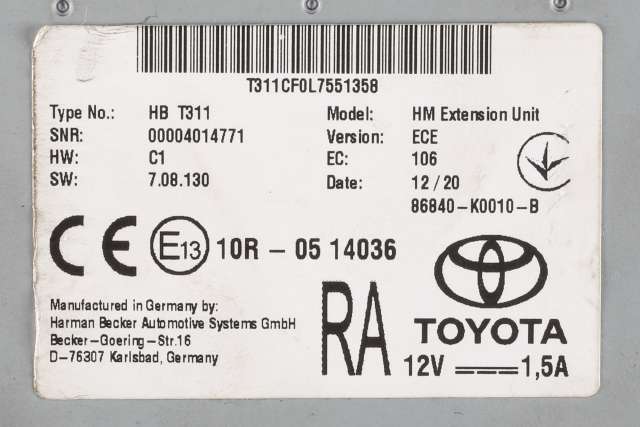 T311CF0L7551358
Type No.: HB T311 Model: HM Extension Unit
SNR: 00004014771 Version: ECE
HW: C1 EC: 106
SW: 7.08.130 Date: 12/20
86840-K0010-B
CE E13 10R - 05 14036
Manufactured in Germany by:
Harman Becker Automotive Systems GmbH
Becker-Goering-Str.16
D-76307 Karlsbad, Germany
RA
TOYOTA
12V 1,5A